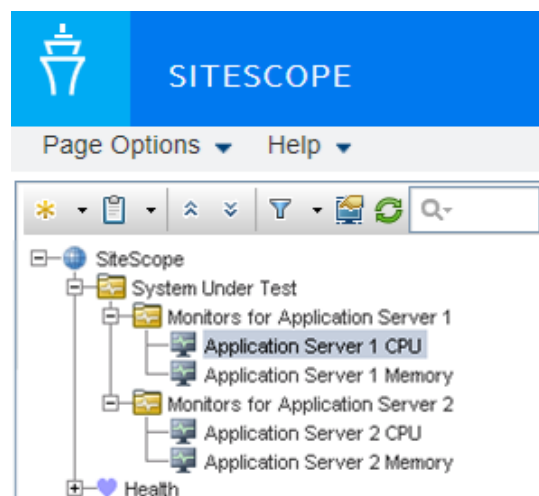 SITESCOPE
Page Options Help
SiteScope
System Under Test
Monitors for Application Server 1
Application Server 1 CPU
Application Server 1 Memory
Monitors for Application Server 2
Application Server 2 CPU
Application Server 2 Memory
Health